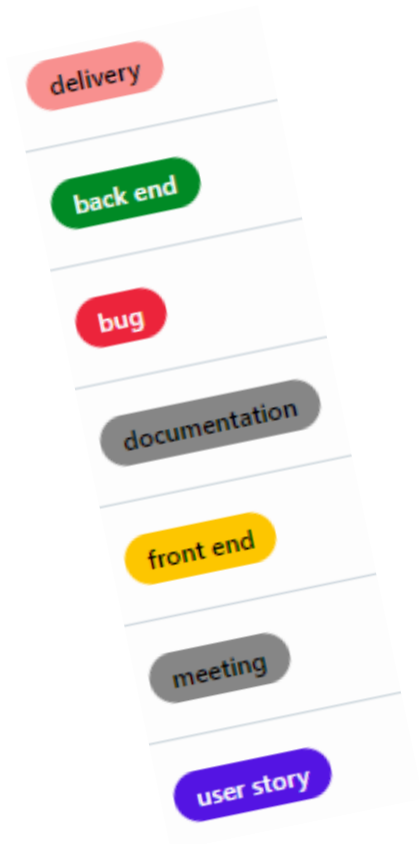 delivery
back end
bug
documentation
front end
meeting
user story